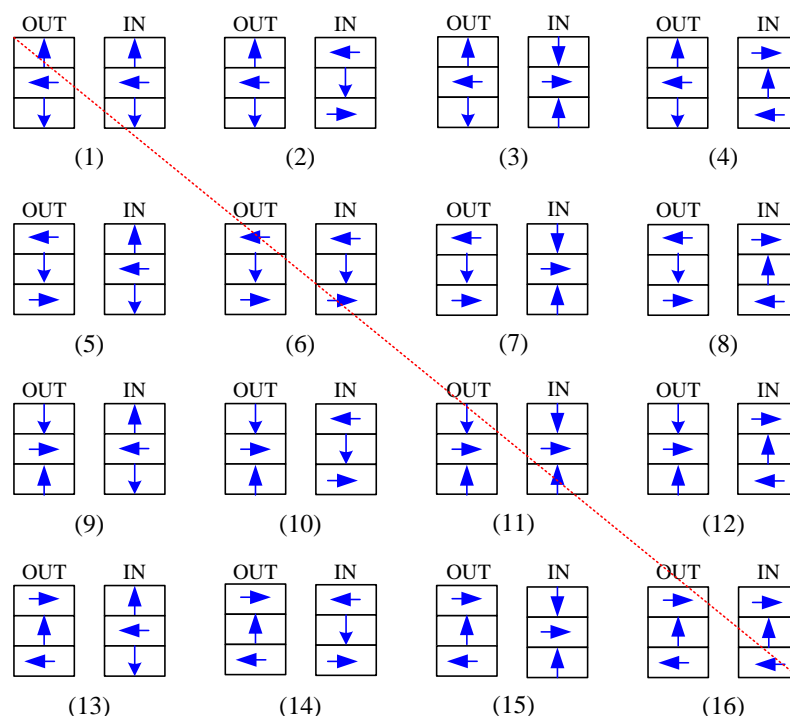 OUT IN OUT IN OUT IN OUT IN
(1) (2) (3) (4)
OUT IN OUT IN OUT IN OUT IN
(5) (6) (7) (8)
OUT IN OUT IN OUT IN OUT IN
(9) (10) (11) (12)
OUT IN OUT IN OUT IN OUT IN
(13) (14) (15) (16)